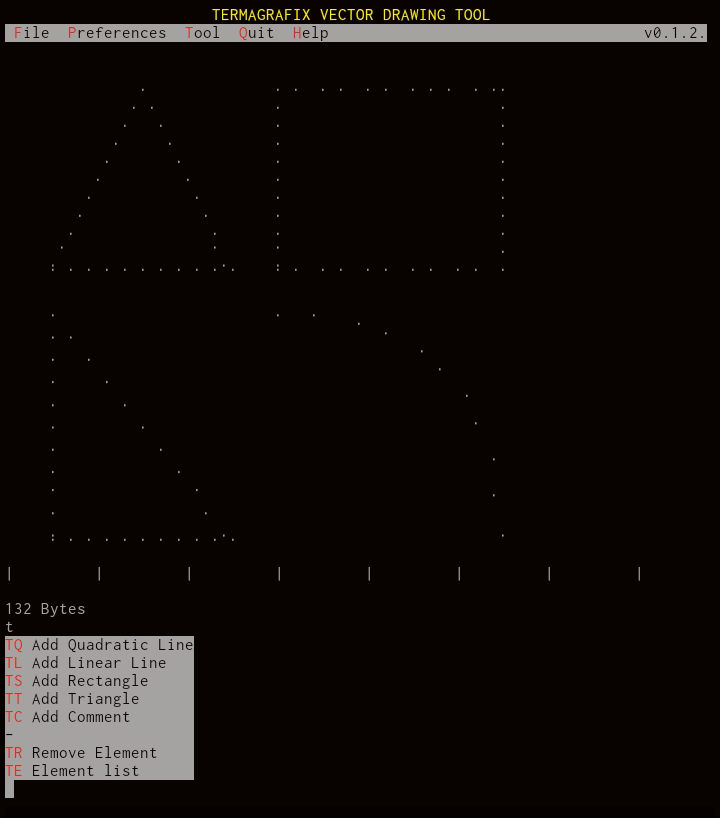 TERMAGRAFIX VECTOR DRAWING TOOL
File Preferences Tool Quit Help v0.1.2.
132 Bytes
t
TQ Add Quadratic Line
TL Add Linear Line
TS Add Rectangle
TT Add Triangle
TC Add Comment
-
TR Remove Element
TE Element list